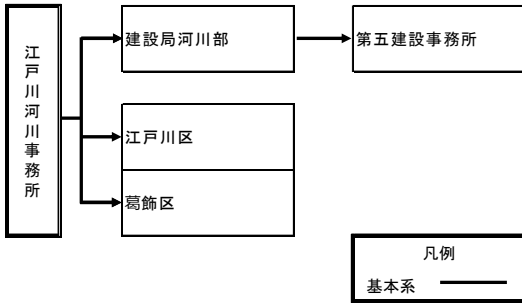 江戸川河川事務所
建設局河川部
第五建設事務所
江戸川区
葛飾区
凡例
基本系